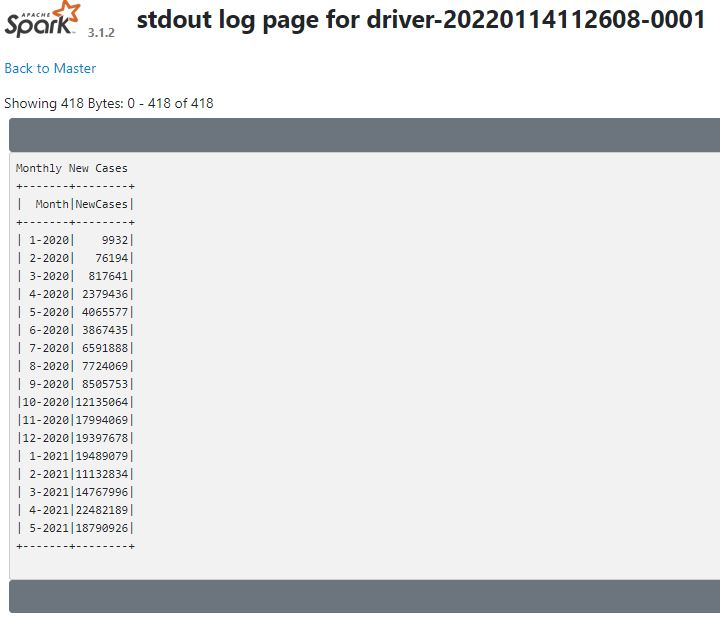 APACHE
Spark 3.1.2 stdout log page for driver-20220114112608-0001
Back to Master
Showing 418 Bytes: 0 - 418 of 418
Monthly New Cases
+-------+--------+
|  Month|NewCases|
+-------+--------+
| 1-2020|    9932|
| 2-2020|   76194|
| 3-2020|  817641|
| 4-2020| 2379436|
| 5-2020| 4065577|
| 6-2020| 3867435|
| 7-2020| 6591888|
| 8-2020| 7724069|
| 9-2020| 8505753|
|10-2020|12135064|
|11-2020|17994069|
|12-2020|19397678|
| 1-2021|19489079|
| 2-2021|11132834|
| 3-2021|14767996|
| 4-2021|22482189|
| 5-2021|18790926|
+-------+--------+